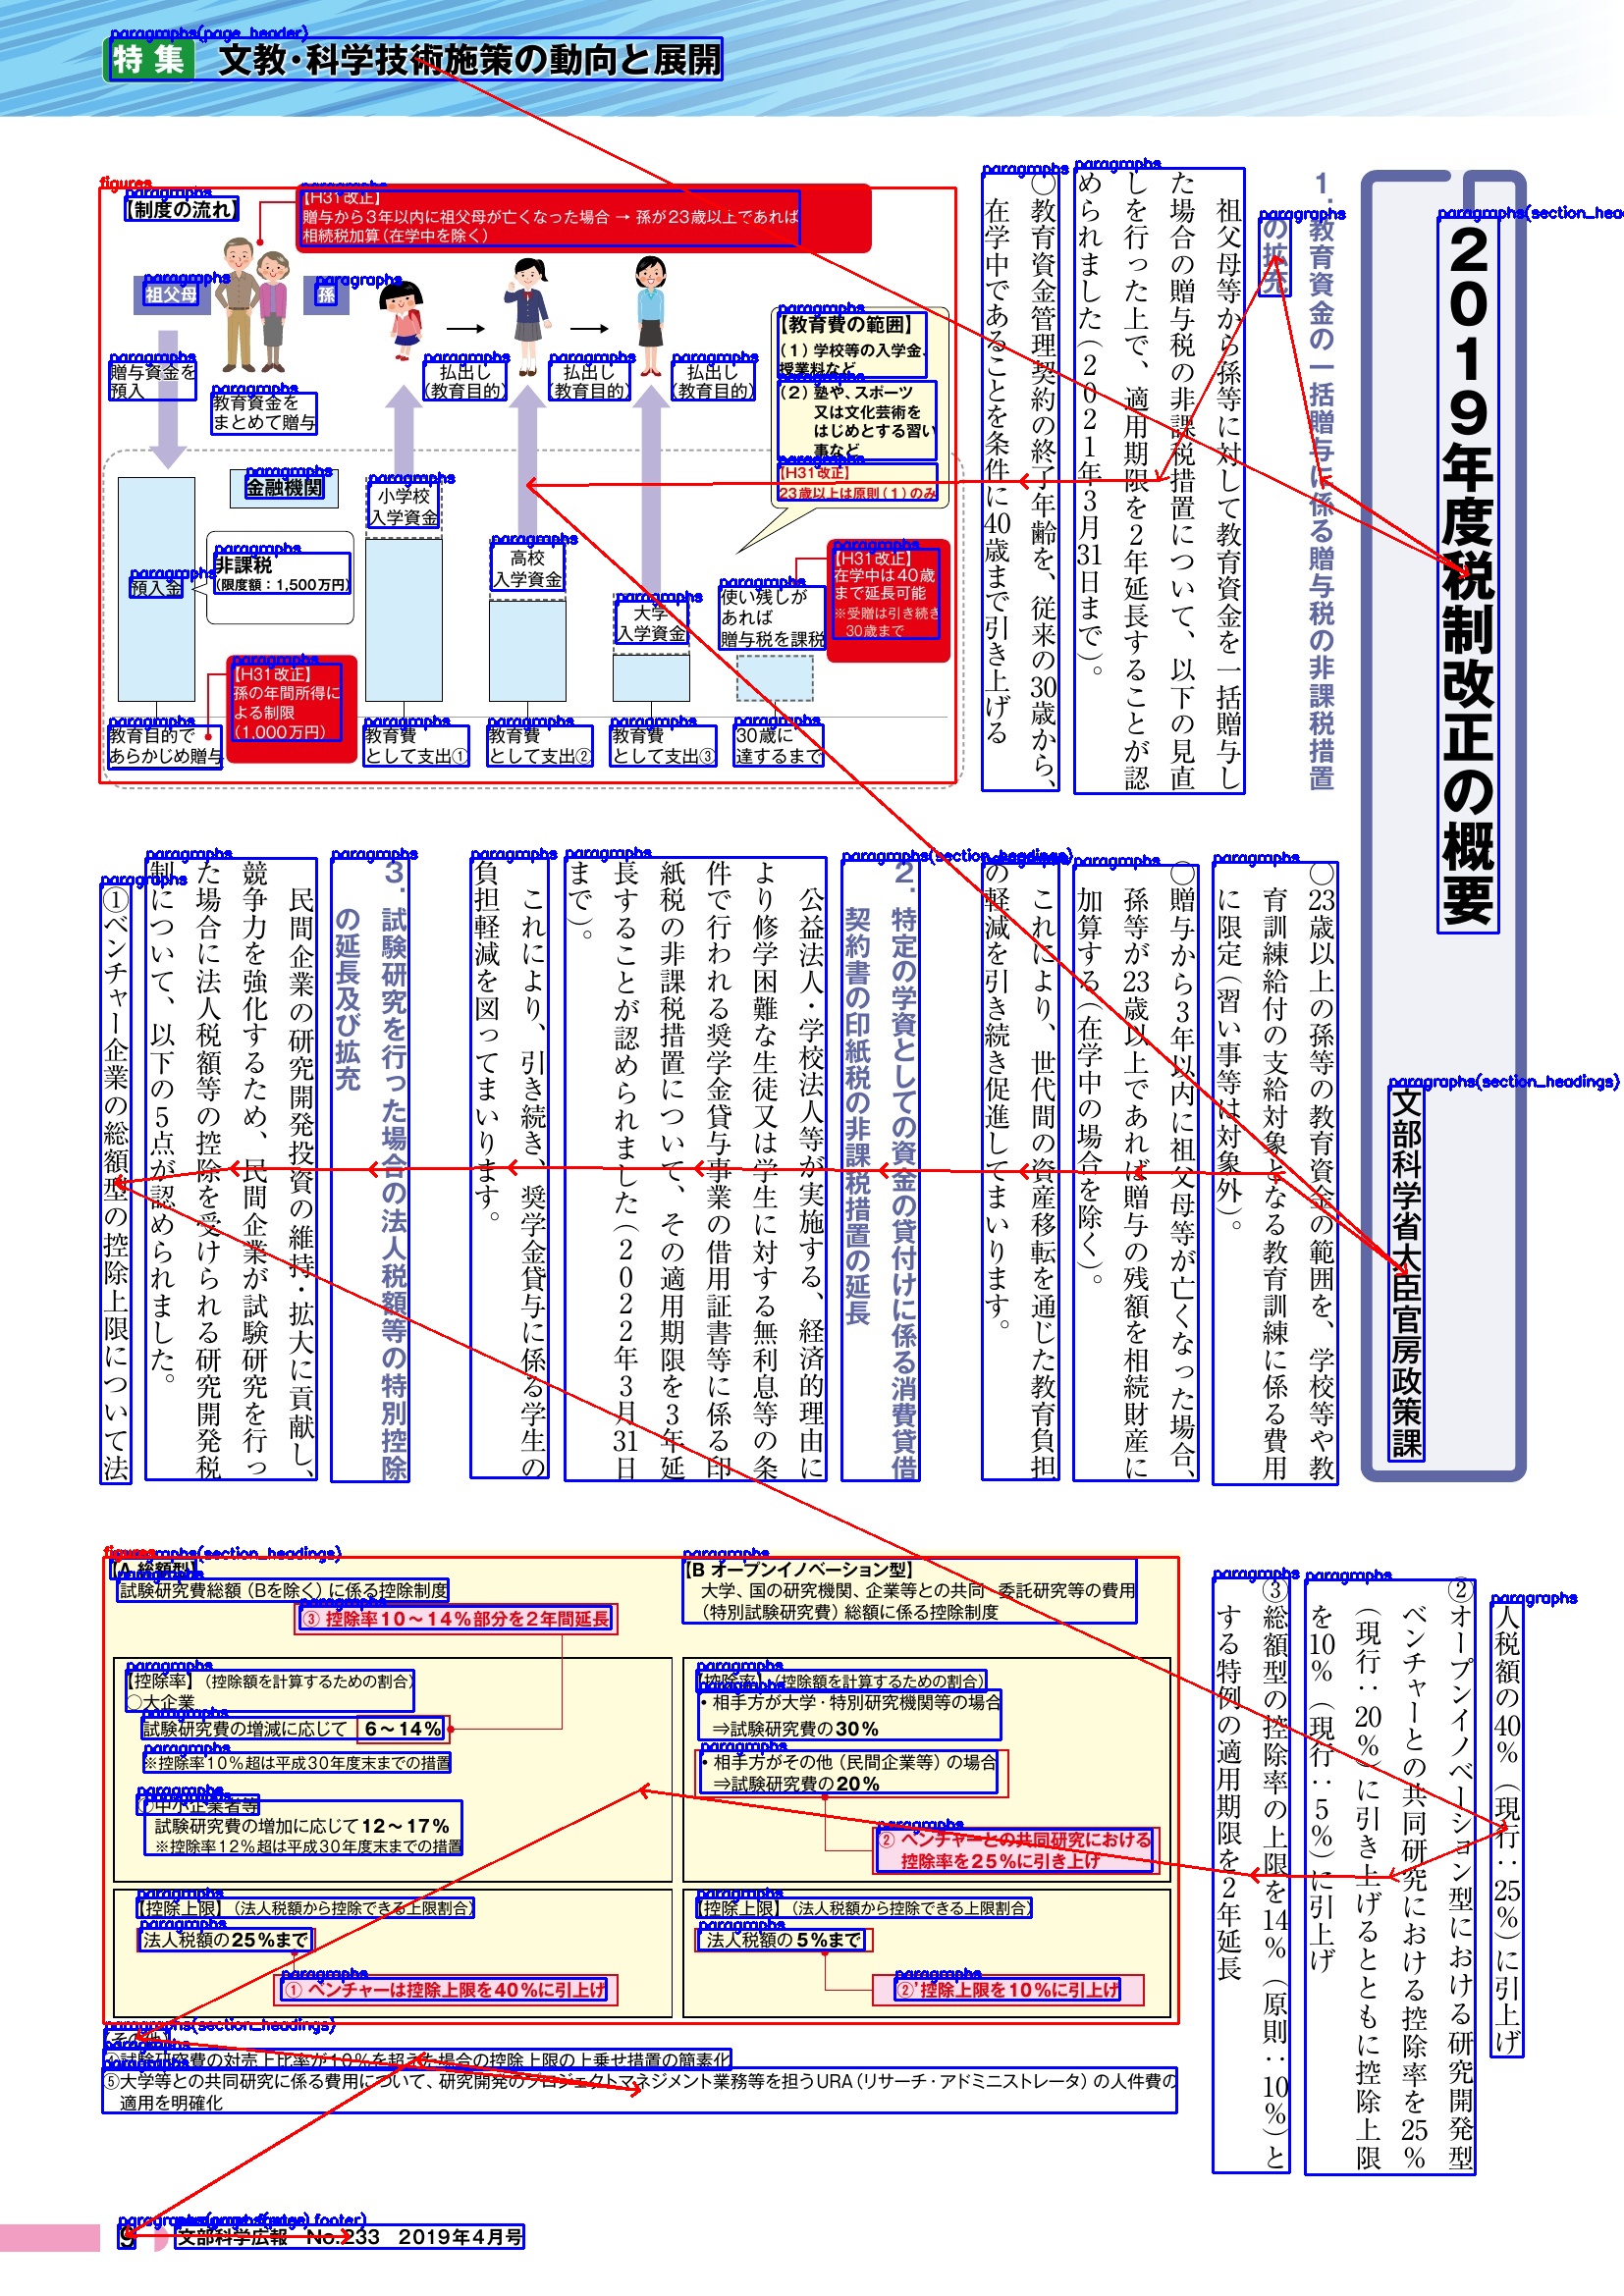 特集 文教・科学技術施策の動向と展開
2019年度税制改正の概要
文部科学省大臣官房政策課
1.教育資金の一括贈与に係る贈与税の非課税措置
の拡充
祖父母等から孫等に対して教育資金を一括贈与し
た場合の贈与税の非課税措置について、以下の見直
しを行った上で、適用期限を2年延長することが認
められました(2021年3月31日まで)。
○教育資金管理契約の終了年齢を、従来の30歳から、
在学中であることを条件に40歳まで引き上げる
【制度の流れ】
【H31改正】
贈与から3年以内に祖父母が亡くなった場合 → 孫が23歳以上であれば
相続税加算(在学中を除く)
祖父母
孫
贈与資金を
預入
教育資金を
まとめて贈与
払出し
(教育目的)
払出し
(教育目的)
払出し
(教育目的)
【教育費の範囲】
(1)学校等の入学金、
授業料など
(2)塾や、スポーツ
又は文化芸術を
はじめとする習い
事など
【H31改正】
23歳以上は原則(1)のみ
金融機関
預入金
非課税
(限度額:1,500万円)
小学校
入学資金
高校
入学資金
大学
入学資金
使い残しが
あれば
贈与税を課税
【H31改正】
在学中は40歳
まで延長可能
※受贈は引き続き
30歳まで
【H31改正】
孫の年間所得に
よる制限
(1,000万円)
教育目的で
あらかじめ贈与
教育費
として支出①
教育費
として支出②
教育費
として支出③
30歳に
達するまで
○23歳以上の孫等の教育資金の範囲を、学校等や教
育訓練給付の支給対象となる教育訓練に係る費用
に限定(習い事等は対象外)。
○贈与から3年以内に祖父母等が亡くなった場合、
孫等が23歳以上であれば贈与の残額を相続財産に
加算する(在学中の場合を除く)。
これにより、世代間の資産移転を通じた教育負担
の軽減を引き続き促進してまいります。
2.特定の学資としての資金の貸付けに係る消費貸借
契約書の印紙税の非課税措置の延長
公益法人・学校法人等が実施する、経済的理由に
より修学困難な生徒又は学生に対する無利息等の条
件で行われる奨学金貸与事業の借用証書等に係る印
紙税の非課税措置について、その適用期限を3年延
長することが認められました(2022年3月31日
まで)。
これにより、引き続き、奨学金貸与に係る学生の
負担軽減を図ってまいります。
3.試験研究を行った場合の法人税額等の特別控除
の延長及び拡充
民間企業の研究開発投資の維持・拡大に貢献し、
競争力を強化するため、民間企業が試験研究を行っ
た場合に法人税額等の控除を受けられる研究開発税
制について、以下の5点が認められました。
①ベンチャー企業の総額型の控除上限について法
人税額の40%(現行:25%)に引上げ
②オープンイノベーション型における研究開発型
ベンチャーとの共同研究における控除率を25%
(現行:20%)に引き上げるとともに控除上限
を10%(現行:5%)に引上げ
③総額型の控除率の上限を14%(原則:10%)と
する特例の適用期限を2年延長
【A 総額型】
試験研究費総額(Bを除く)に係る控除制度
③ 控除率10〜14%部分を2年間延長
【控除率】(控除額を計算するための割合)
○大企業
試験研究費の増減に応じて 6〜14%
※控除率10%超は平成30年度末までの措置
○中小企業者等
試験研究費の増加に応じて12〜17%
※控除率12%超は平成30年度末までの措置
【控除上限】(法人税額から控除できる上限割合)
法人税額の25%まで
① ベンチャーは控除上限を40%に引上げ
【B オープンイノベーション型】
大学、国の研究機関、企業等との共同・委託研究等の費用
(特別試験研究費)総額に係る控除制度
【控除率】(控除額を計算するための割合)
・相手方が大学・特別研究機関等の場合
⇒試験研究費の30%
・相手方がその他(民間企業等)の場合
⇒試験研究費の20%
② ベンチャーとの共同研究における
控除率を25%に引き上げ
【控除上限】(法人税額から控除できる上限割合)
法人税額の5%まで
②'控除上限を10%に引上げ
【その他】
④試験研究費の対売上比率が10%を超えた場合の控除上限の上乗せ措置の簡素化
⑤大学等との共同研究に係る費用について、研究開発のプロジェクトマネジメント業務等を担うURA(リサーチ・アドミニストレータ)の人件費の
適用を明確化
9
文部科学広報 No.233 2019年4月号
paragraphs(page_header)
figures
paragraphs
paragraphs(section_headings)